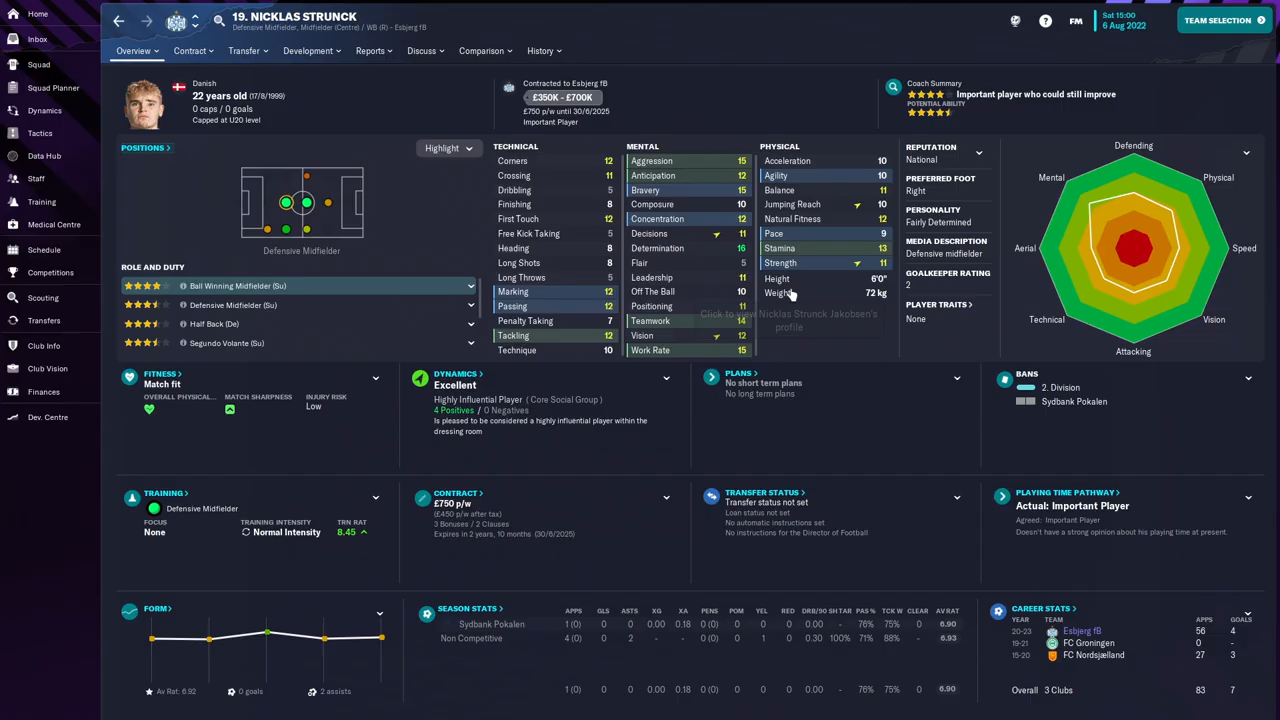 Home
Inbox
Squad
Squad Planner
Dynamics
Tactics
Data Hub
Staff
Training
Medical Centre
Schedule
Competitions
Scouting
Transfers
Club Info
Club Vision
Finances
Dev. Centre
19. NICKLAS STRUNCK
Defensive Midfielder, Midfielder (Centre) / WB (R) - Esbjerg fB
FM
Sat 15:00
6 Aug 2022
TEAM SELECTION
Overview
Contract
Transfer
Development
Reports
Discuss
Comparison
History
Danish
22 years old (17/8/1999)
0 caps / 0 goals
Capped at U20 level
Contracted to Esbjerg fB
£350K - £700K
£750 p/w until 30/6/2025
Important Player
Coach Summary
Important player who could still improve
POTENTIAL ABILITY
POSITIONS
Highlight
Defensive Midfielder
ROLE AND DUTY
Ball Winning Midfielder (Su)
Defensive Midfielder (Su)
Half Back (De)
Segundo Volante (Su)
TECHNICAL
Corners 12
Crossing 11
Dribbling 5
Finishing 8
First Touch 12
Free Kick Taking 5
Heading 8
Long Shots 8
Long Throws 5
Marking 12
Passing 12
Penalty Taking 7
Tackling 12
Technique 10
MENTAL
Aggression 15
Anticipation 12
Bravery 15
Composure 10
Concentration 12
Decisions 11
Determination 16
Flair 5
Leadership 11
Off The Ball 10
Positioning 11
Teamwork 14
Vision 12
Work Rate 15
PHYSICAL
Acceleration 10
Agility 10
Balance 11
Jumping Reach 10
Natural Fitness 12
Pace 9
Stamina 13
Strength 11
Height 6'0"
Weight 72 kg
Click to view Nicklas Strunck Jakobsen's
profile
REPUTATION
National
PREFERRED FOOT
Right
PERSONALITY
Fairly Determined
MEDIA DESCRIPTION
Defensive midfielder
GOALKEEPER RATING
2
PLAYER TRAITS
None
Defending
Physical
Speed
Vision
Attacking
Technical
Aerial
Mental
FITNESS
Match fit
OVERALL PHYSICAL...
MATCH SHARPNESS
INJURY RISK
Low
DYNAMICS
Excellent
Highly Influential Player ( Core Social Group )
4 Positives / 0 Negatives
Is pleased to be considered a highly influential player within the
dressing room
PLANS
No short term plans
No long term plans
BANS
2. Division
Sydbank Pokalen
TRAINING
Defensive Midfielder
FOCUS
None
TRAINING INTENSITY
Normal Intensity
TRN RAT
8.45
CONTRACT
£750 p/w
(£450 p/w after tax)
3 Bonuses / 2 Clauses
Expires in 2 years, 10 months (30/6/2025)
TRANSFER STATUS
Transfer status not set
Loan status not set
No automatic instructions set
No instructions for the Director of Football
PLAYING TIME PATHWAY
Actual: Important Player
Agreed: Important Player
Doesn't have a strong opinion about his playing time at present.
FORM
Av Rat: 6.92
0 goals
2 assists
SEASON STATS APPS GLS ASTS XG XA PENS POM YEL RED DRB/90 SH TAR PAS % TCK W CLEAR AV RAT
Sydbank Pokalen 1 (0) 0 0 0.00 0.18 0 (0) 0 0 0 0.00 - 76% 75% 0 6.90
Non Competitive 4 (0) 0 2 - - 0 (0) 0 1 0 0.30 100% 71% 88% - 6.93
1 (0) 0 0 0.00 0.18 0 (0) 0 0 0 0.00 - 76% 75% 0 6.90
CAREER STATS
YEAR TEAM APPS GOALS
20-23 Esbjerg fB 56 4
19-21 FC Groningen 0 -
15-20 FC Nordsjælland 27 3
Overall 3 Clubs 83 7